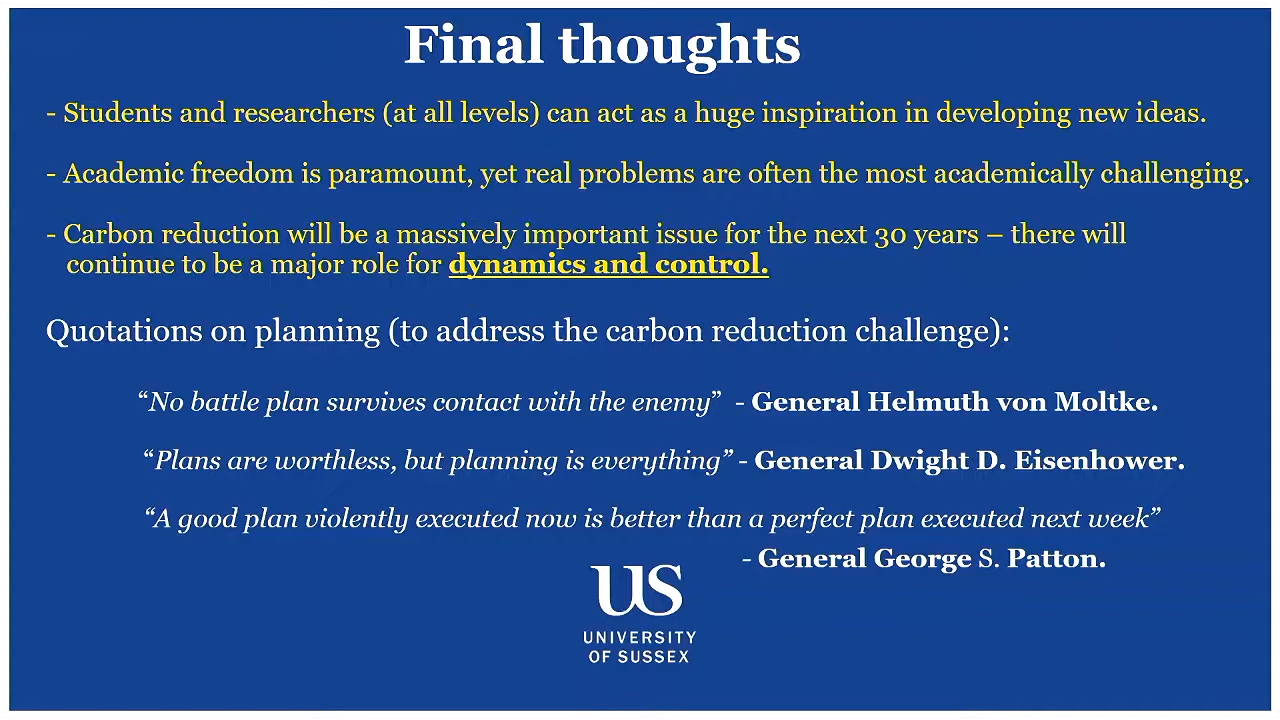 Final thoughts
- Students and researchers (at all levels) can act as a huge inspiration in developing new ideas.
- Academic freedom is paramount, yet real problems are often the most academically challenging.
- Carbon reduction will be a massively important issue for the next 30 years – there will
continue to be a major role for dynamics and control.
Quotations on planning (to address the carbon reduction challenge):
“No battle plan survives contact with the enemy” - General Helmuth von Moltke.
“Plans are worthless, but planning is everything” - General Dwight D. Eisenhower.
“A good plan violently executed now is better than a perfect plan executed next week”
- General George S. Patton.
US
UNIVERSITY
OF SUSSEX